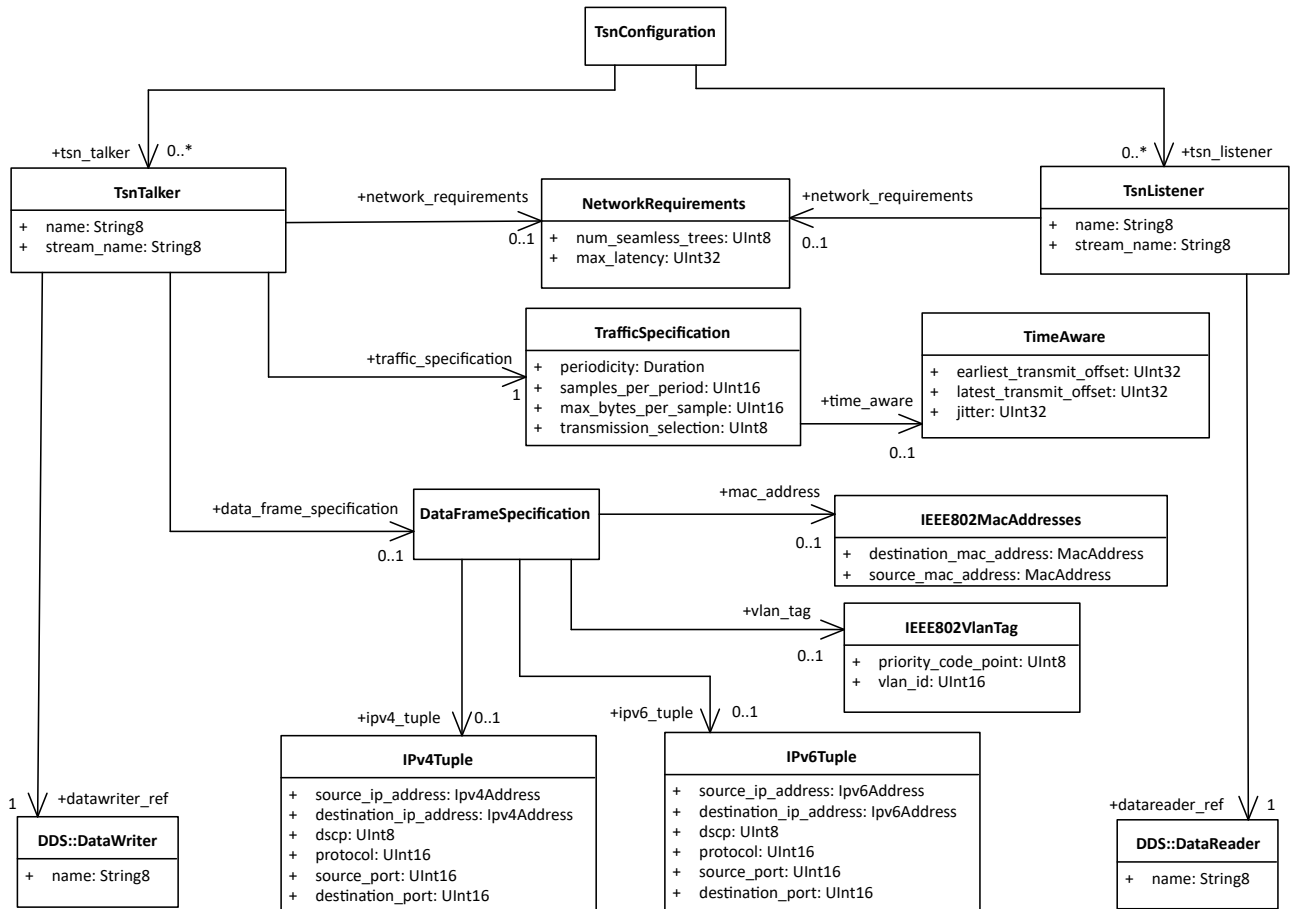 TsnConfiguration
+tsn_talker
0..*
0..*
+tsn_listener
TsnTalker
+ name: String8
+ stream_name: String8
+network_requirements
0..1
NetworkRequirements
+ num_seamless_trees: UInt8
+ max_latency: UInt32
+network_requirements
0..1
TsnListener
+ name: String8
+ stream_name: String8
+traffic_specification
1
TrafficSpecification
+ periodicity: Duration
+ samples_per_period: UInt16
+ max_bytes_per_sample: UInt16
+ transmission_selection: UInt8
+time_aware
0..1
TimeAware
+ earliest_transmit_offset: UInt32
+ latest_transmit_offset: UInt32
+ jitter: UInt32
+data_frame_specification
0..1
DataFrameSpecification
+mac_address
0..1
IEEE802MacAddresses
+ destination_mac_address: MacAddress
+ source_mac_address: MacAddress
+vlan_tag
0..1
IEEE802VlanTag
+ priority_code_point: UInt8
+ vlan_id: UInt16
+ipv4_tuple
0..1
+ipv6_tuple
0..1
IPv4Tuple
+ source_ip_address: Ipv4Address
+ destination_ip_address: Ipv4Address
+ dscp: UInt8
+ protocol: UInt16
+ source_port: UInt16
+ destination_port: UInt16
IPv6Tuple
+ source_ip_address: Ipv6Address
+ destination_ip_address: Ipv6Address
+ dscp: UInt8
+ protocol: UInt16
+ source_port: UInt16
+ destination_port: UInt16
1
+datawriter_ref
DDS::DataWriter
+ name: String8
+datareader_ref
1
DDS::DataReader
+ name: String8